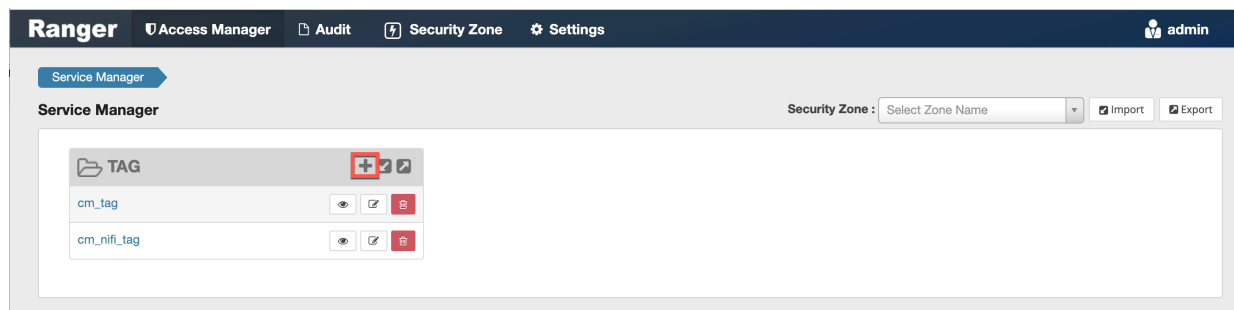 Ranger Access Manager Audit Security Zone Settings admin
Service Manager
Service Manager Security Zone : Select Zone Name Import Export
TAG
cm_tag
cm_nifi_tag